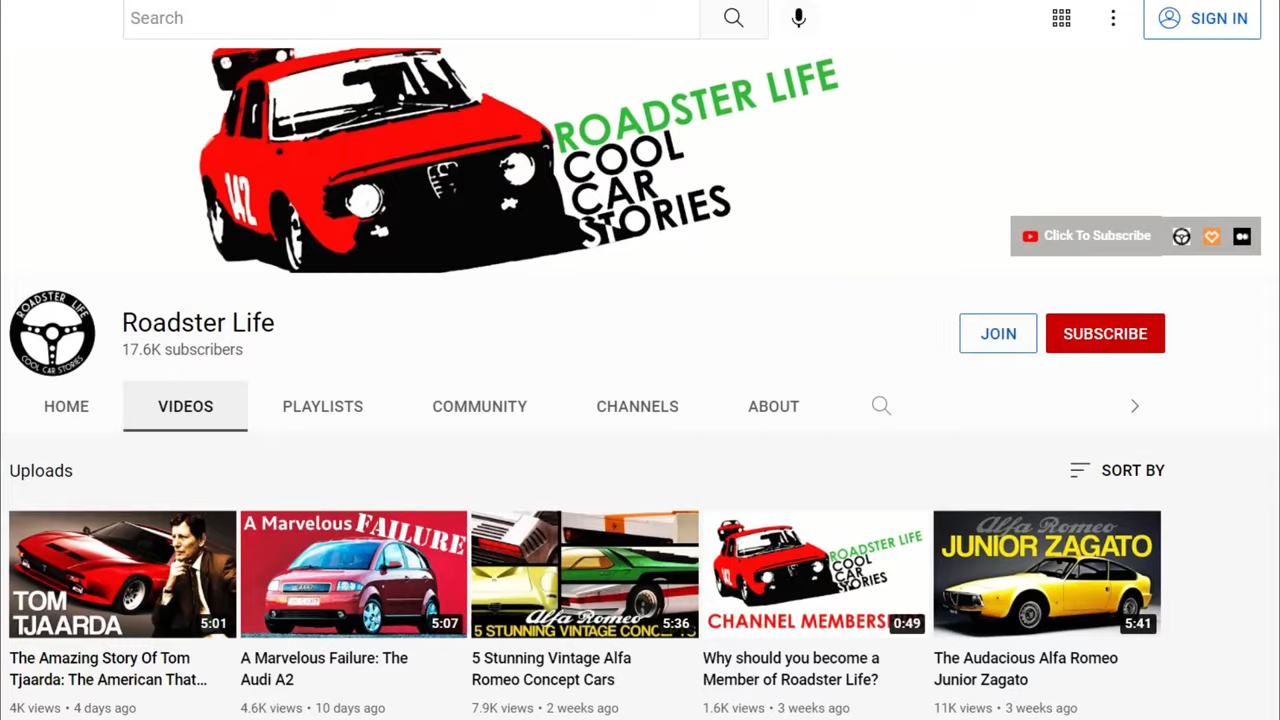 Search
SIGN IN
ROADSTER LIFE
COOL
CAR
STORIES
142
Click To Subscribe
ROADSTER LIFE
COOL CAR STORIES
Roadster Life
17.6K subscribers
JOIN
SUBSCRIBE
HOME
VIDEOS
PLAYLISTS
COMMUNITY
CHANNELS
ABOUT
Uploads
SORT BY
TOM
TJAARDA
5:01
A Marvelous FAILURE
5:07
Alfa Romeo
5 STUNNING VINTAGE
5:36
ROADSTER LIFE
COOL
CAR
STORIES
CHANNEL MEMBERS
0:49
Alfa Romeo
JUNIOR ZAGATO
5:41
The Amazing Story Of Tom
Tjaarda: The American That...
4K views • 4 days ago
A Marvelous Failure: The
Audi A2
4.6K views • 10 days ago
5 Stunning Vintage Alfa
Romeo Concept Cars
7.9K views • 2 weeks ago
Why should you become a
Member of Roadster Life?
1.6K views • 3 weeks ago
The Audacious Alfa Romeo
Junior Zagato
11K views • 3 weeks ago